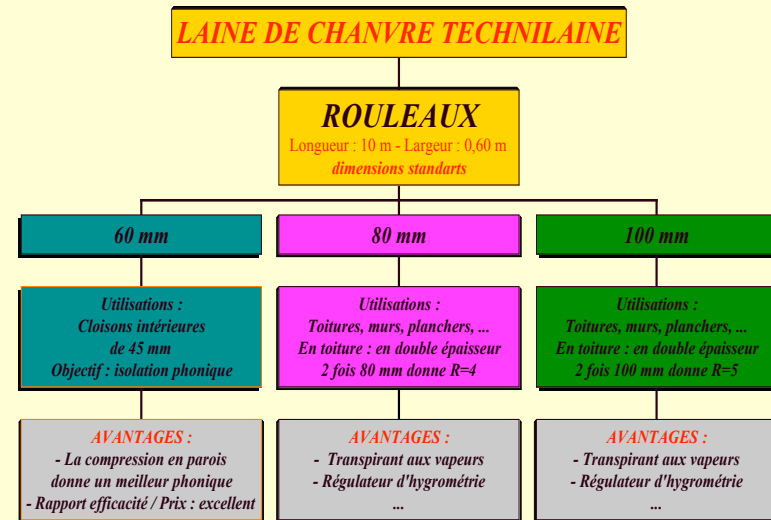 LAINE DE CHANVRE TECHNILAINE
ROULEAUX
Longueur : 10 m - Largeur : 0,60 m
dimensions standarts
60 mm
80 mm
100 mm
Utilisations :
Cloisons intérieures
de 45 mm
Objectif : isolation phonique
Utilisations :
Toitures, murs, planchers, ...
En toiture : en double épaisseur
2 fois 80 mm donne R=4
Utilisations :
Toitures, murs, planchers, ...
En toiture : en double épaisseur
2 fois 100 mm donne R=5
AVANTAGES :
- La compression en parois
donne un meilleur phonique
- Rapport efficacité / Prix : excellent
AVANTAGES :
- Transpirant aux vapeurs
- Régulateur d'hygrométrie
...
AVANTAGES :
- Transpirant aux vapeurs
- Régulateur d'hygrométrie
...